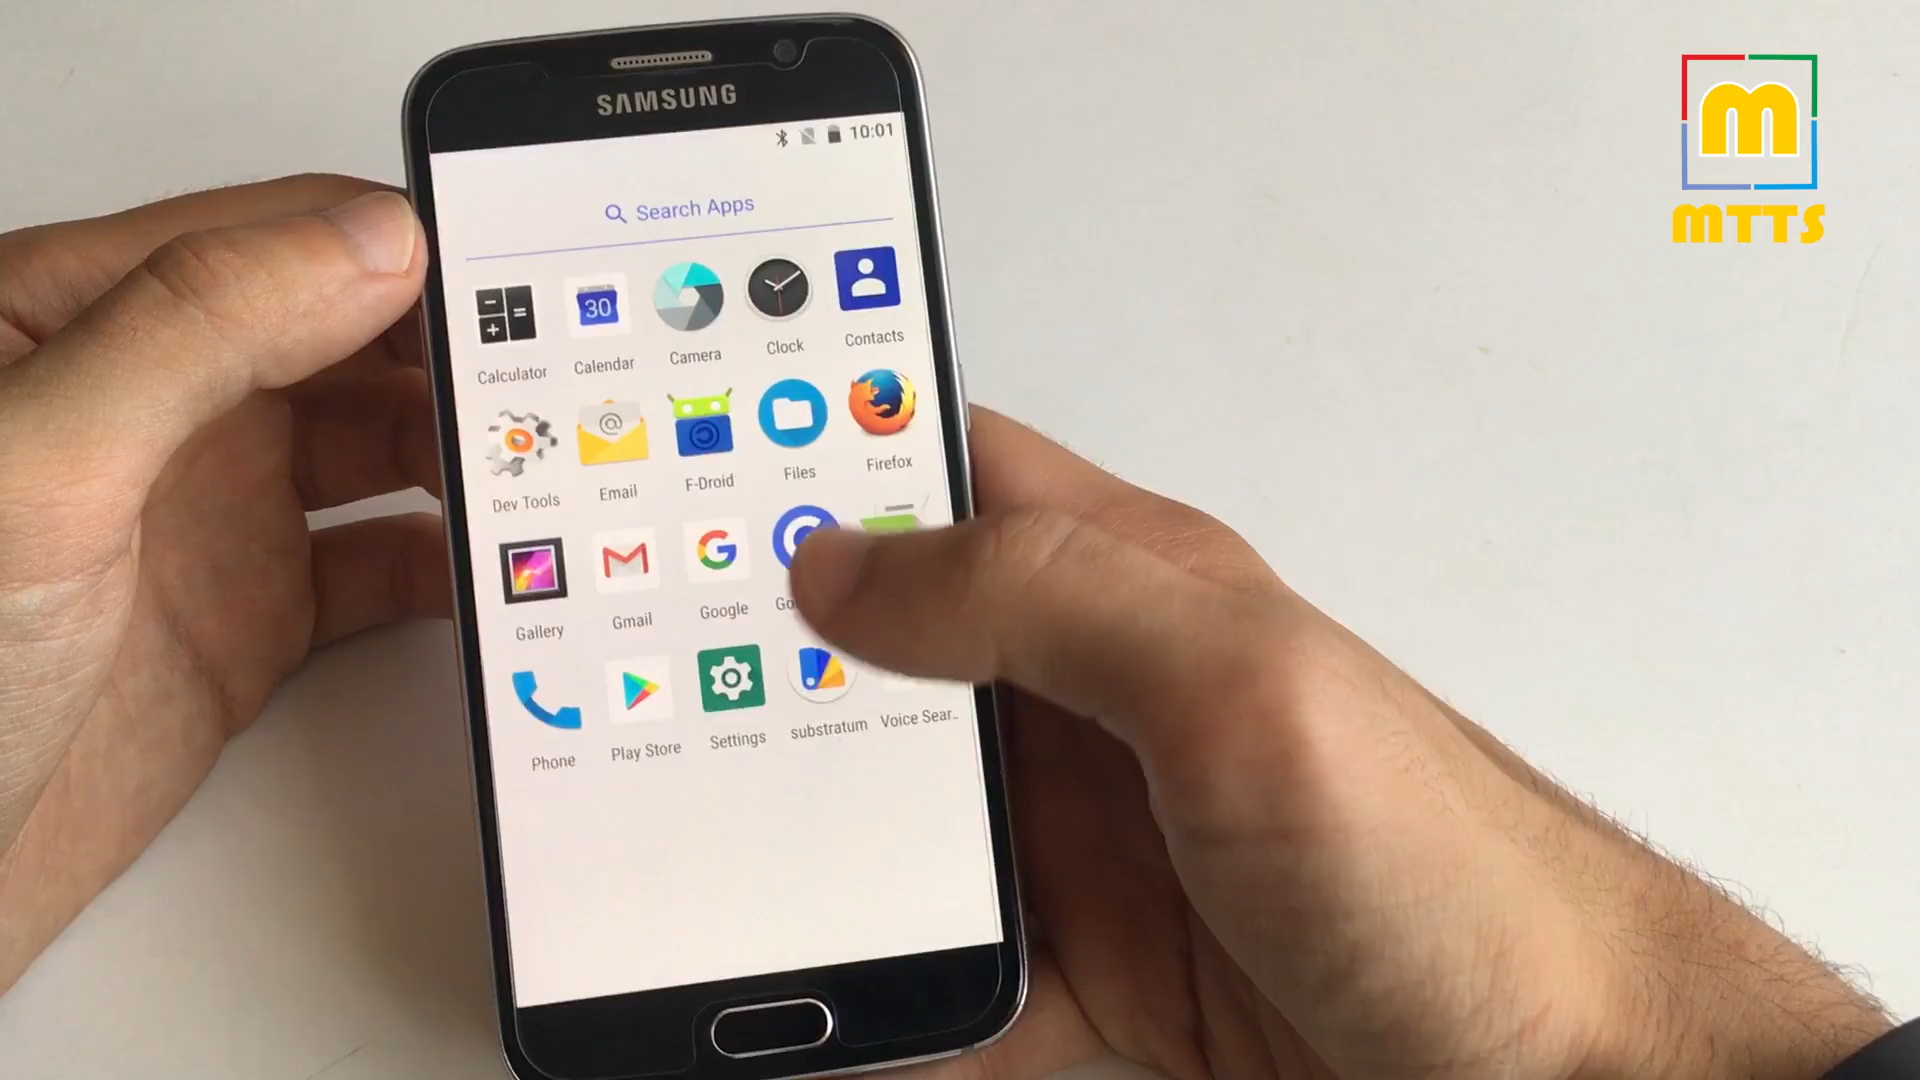 SAMSUNG
10:01
Search Apps
Calculator
Calendar
30
Camera
Clock
Contacts
Dev Tools
Email
F-Droid
Files
Firefox
Gallery
Gmail
Google
Phone
Play Store
Settings
substratum
Voice Sear..
m
MTTS